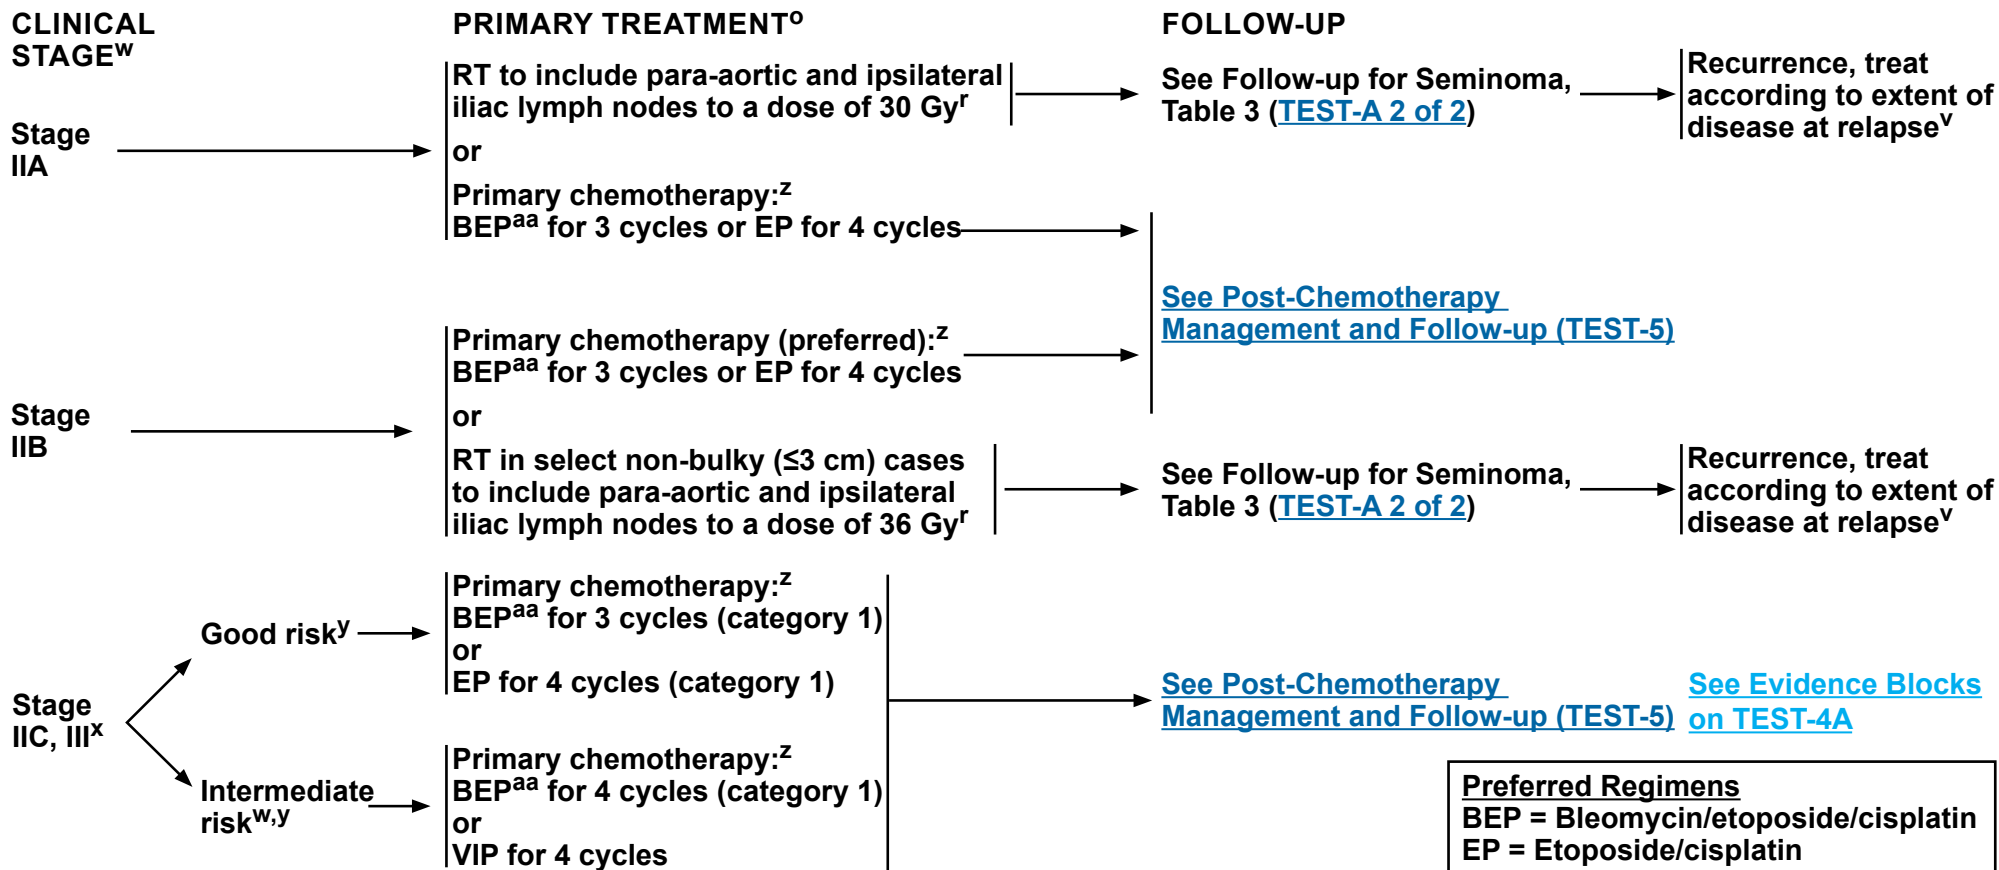 CLINICAL
STAGEw
PRIMARY TREATMENTo
FOLLOW-UP
Stage
IIA
RT to include para-aortic and ipsilateral
iliac lymph nodes to a dose of 30 Gyr
or
Primary chemotherapy:z
BEPaa for 3 cycles or EP for 4 cycles
See Follow-up for Seminoma,
Table 3 (TEST-A 2 of 2)
Recurrence, treat
according to extent of
disease at relapsev
See Post-Chemotherapy
Management and Follow-up (TEST-5)
Stage
IIB
Primary chemotherapy (preferred):z
BEPaa for 3 cycles or EP for 4 cycles
or
RT in select non-bulky (≤3 cm) cases
to include para-aortic and ipsilateral
iliac lymph nodes to a dose of 36 Gyr
See Follow-up for Seminoma,
Table 3 (TEST-A 2 of 2)
Recurrence, treat
according to extent of
disease at relapsev
Stage
IIC, IIIx
Good risky
Primary chemotherapy:z
BEPaa for 3 cycles (category 1)
or
EP for 4 cycles (category 1)
Intermediate
riskw,y
Primary chemotherapy:z
BEPaa for 4 cycles (category 1)
or
VIP for 4 cycles
See Post-Chemotherapy
Management and Follow-up (TEST-5)
See Evidence Blocks
on TEST-4A
Preferred Regimens
BEP = Bleomycin/etoposide/cisplatin
EP = Etoposide/cisplatin